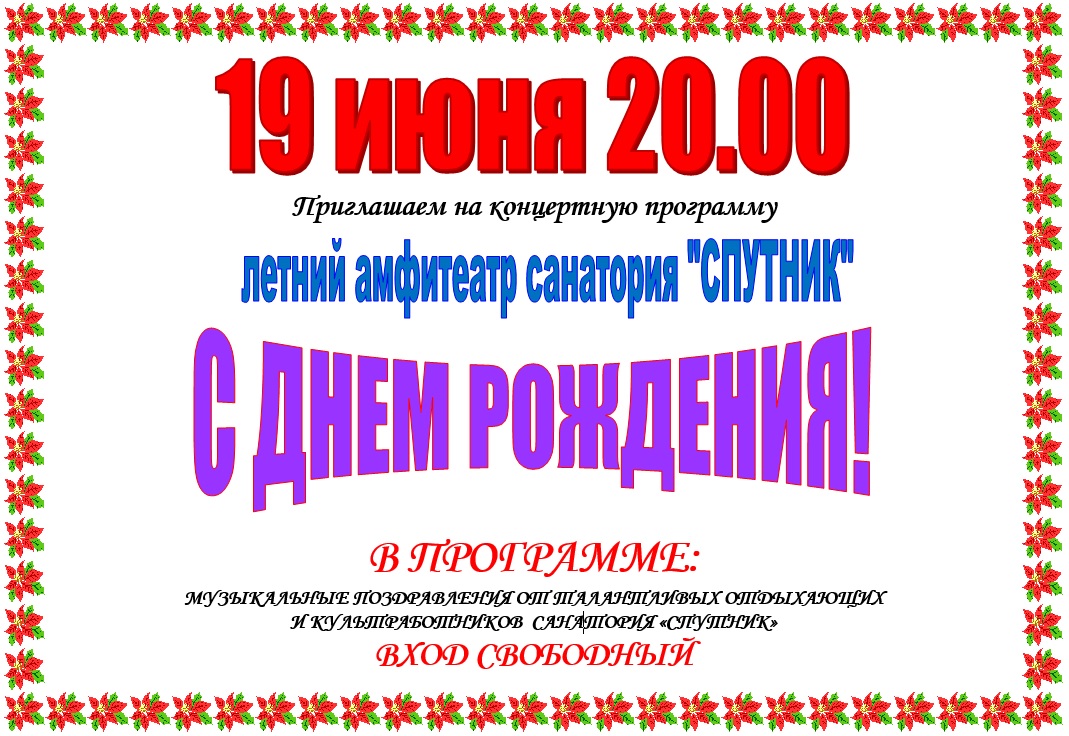 19 июня 20.00
Приглашаем на концертную программу
летний амфитеатр санатория "СПУТНИК"
С ДНЕМ РОЖДЕНИЯ!
В ПРОГРАММЕ:
МУЗЫКАЛЬНЫЕ ПОЗДРАВЛЕНИЯ ОТ ТАЛАНТЛИВЫХ ОТДЫХАЮЩИХ
И КУЛЬТРАБОТНИКОВ САНАТОРИЯ «СПУТНИК»
ВХОД СВОБОДНЫЙ